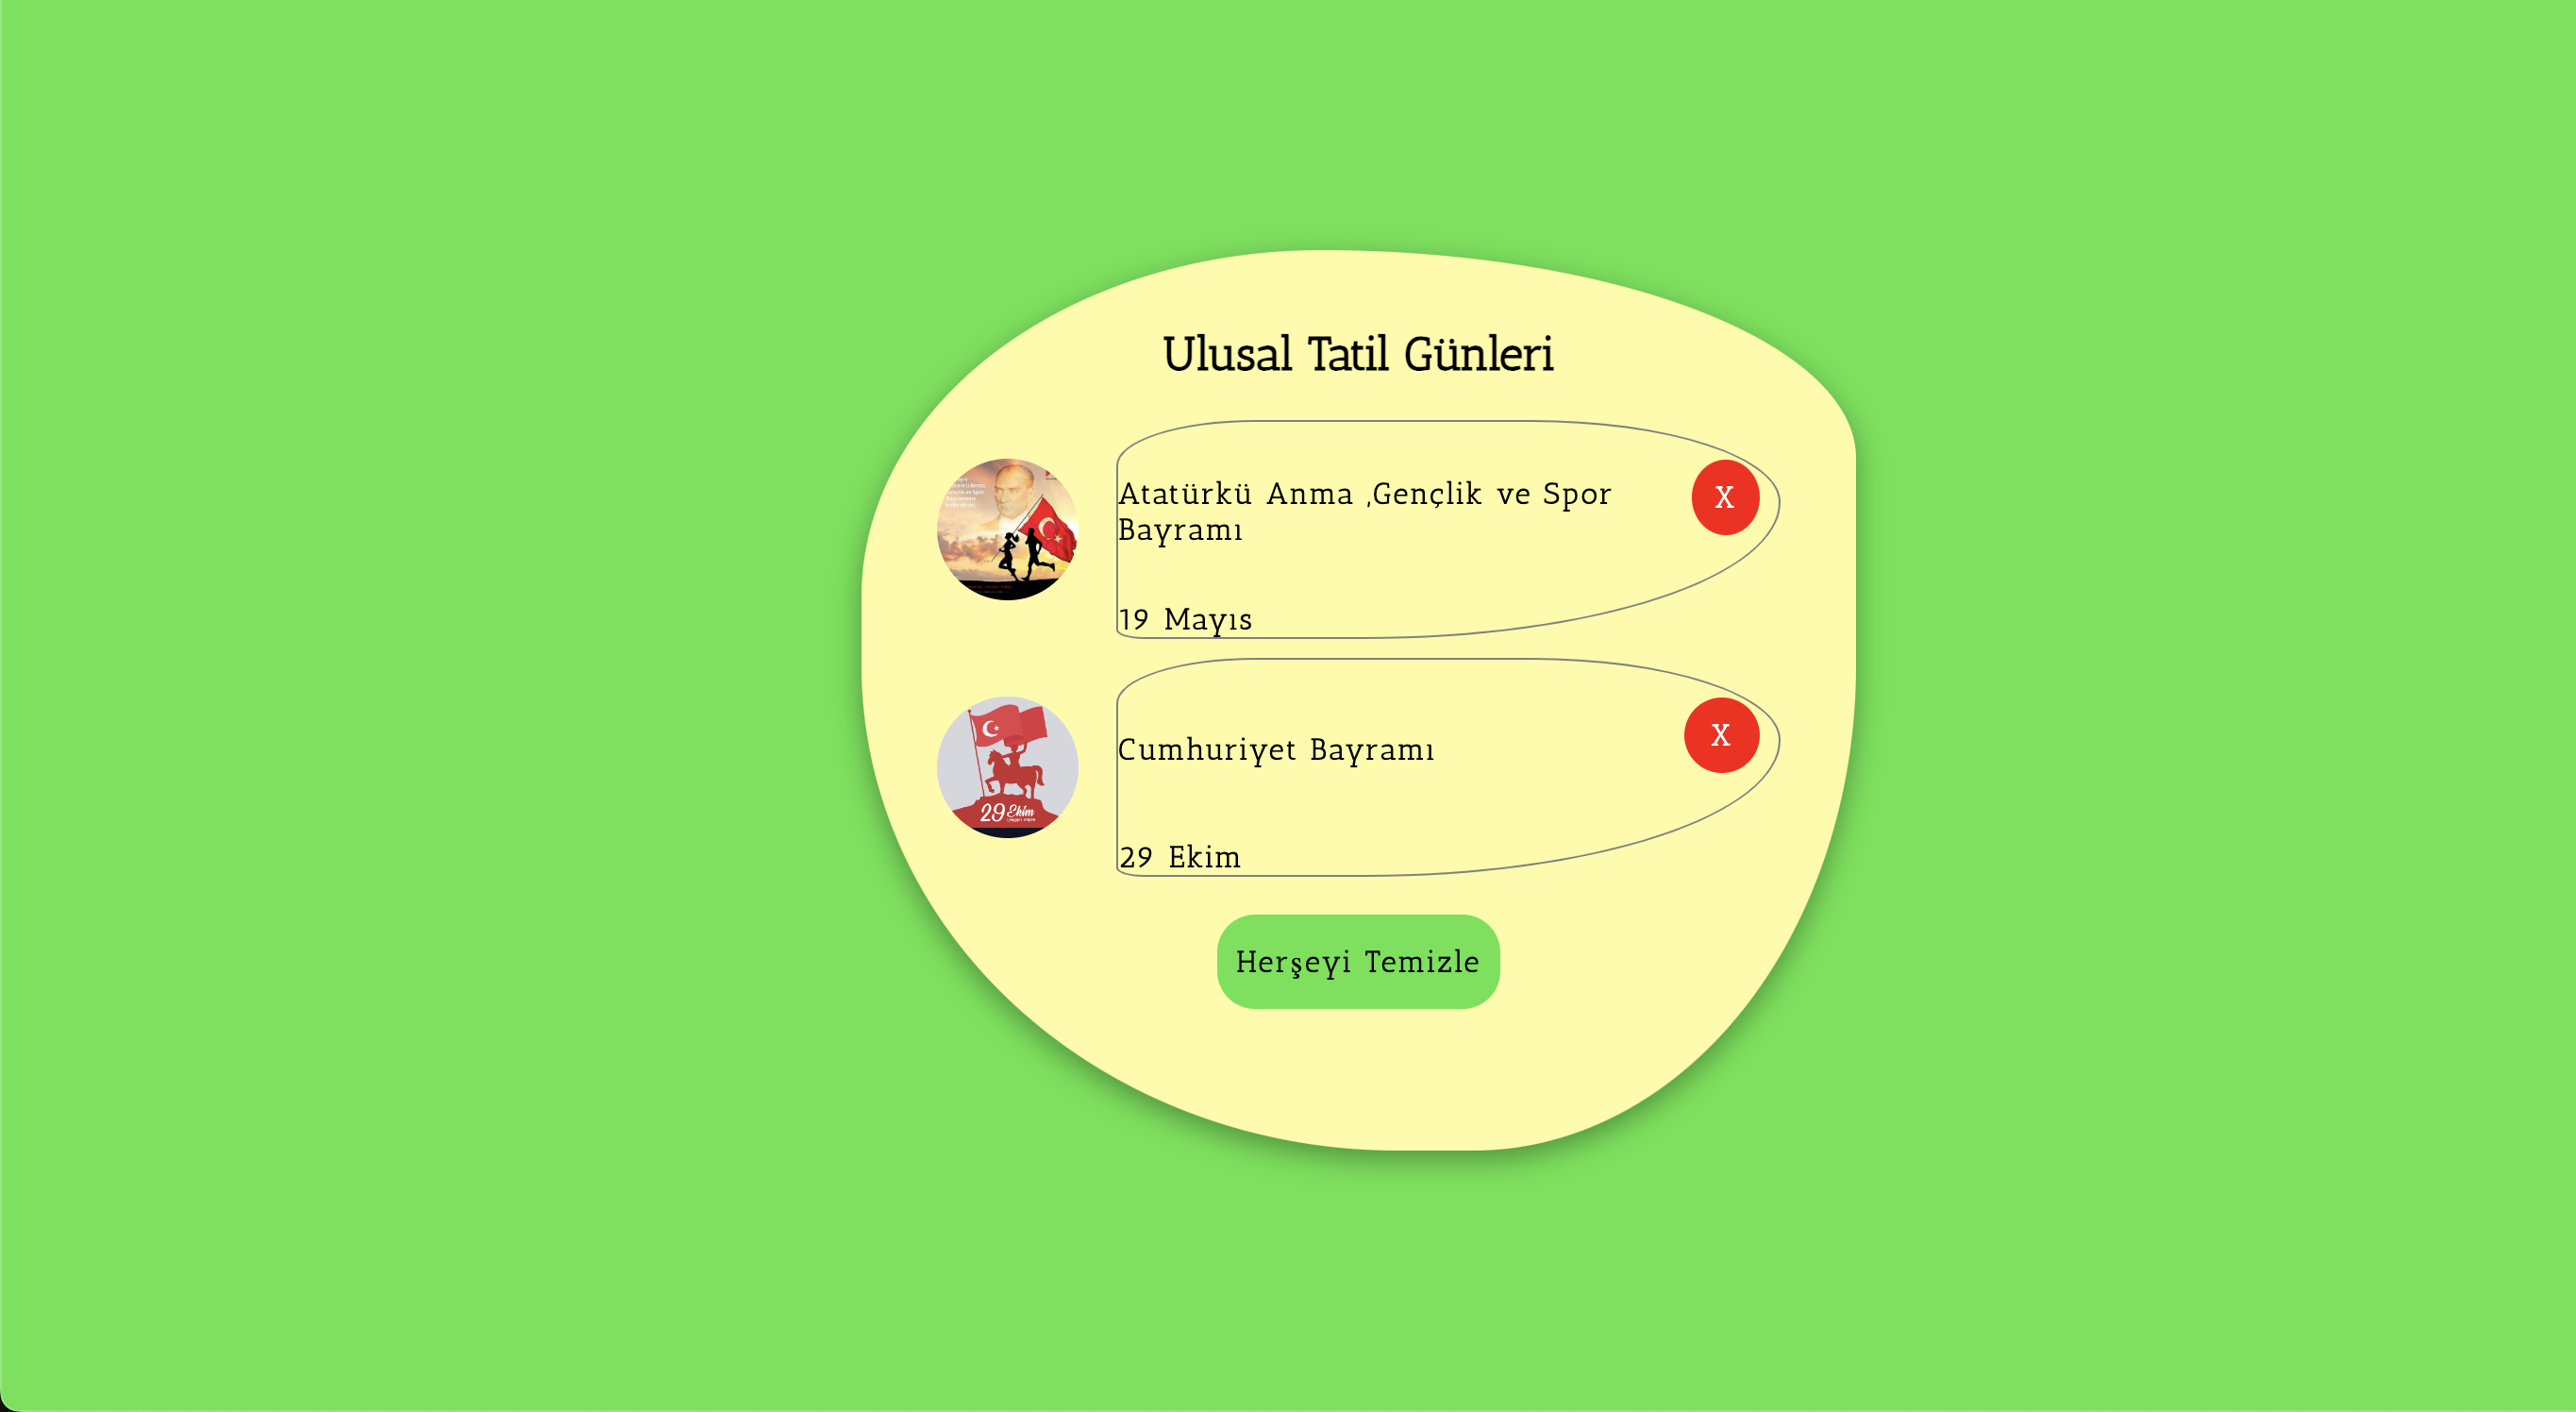 Ulusal Tatil Günleri
Atatürkü Anma ,Gençlik ve Spor
Bayramı
X
19 Mayıs
Cumhuriyet Bayramı
X
29 Ekim
29 Ekim
Herşeyi Temizle